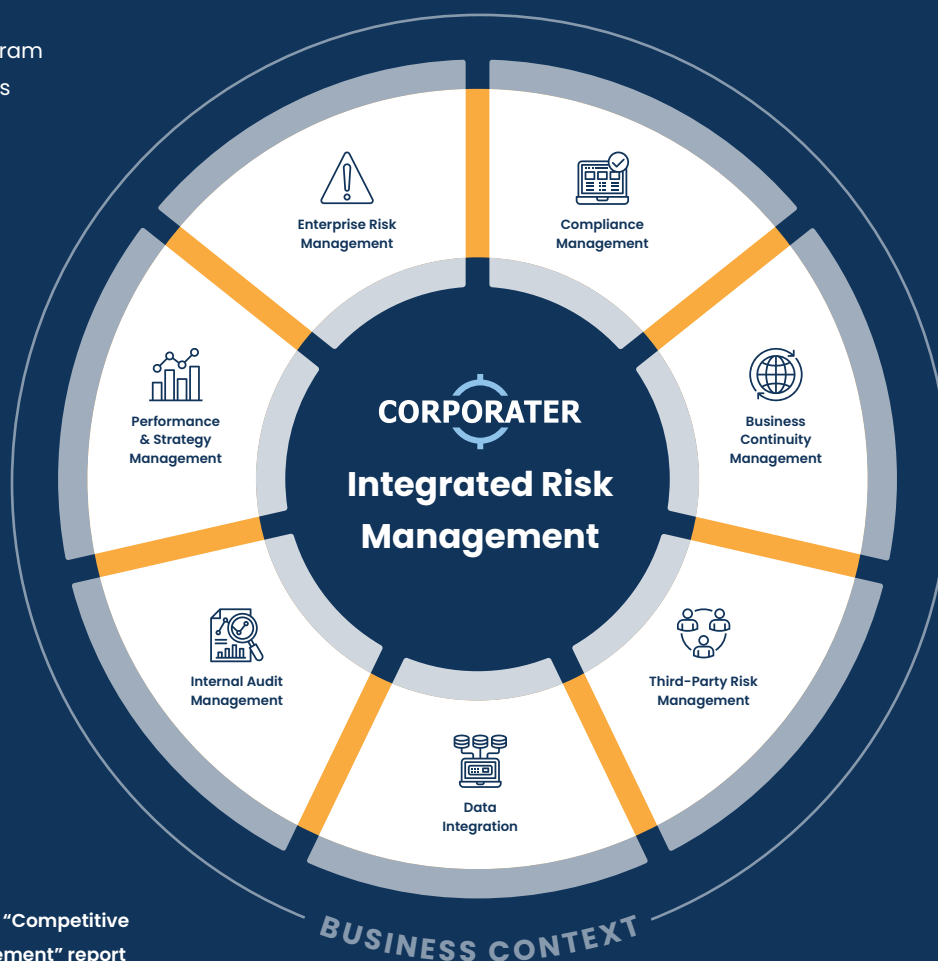 ram
s
Enterprise Risk
Management
Compliance
Management
Performance
& Strategy
Management
Business
Continuity
Management
CORPORATER
Integrated Risk
Management
Internal Audit
Management
Third-Party Risk
Management
Data
Integration
“Competitive
ement” report
BUSINESS CONTEXT